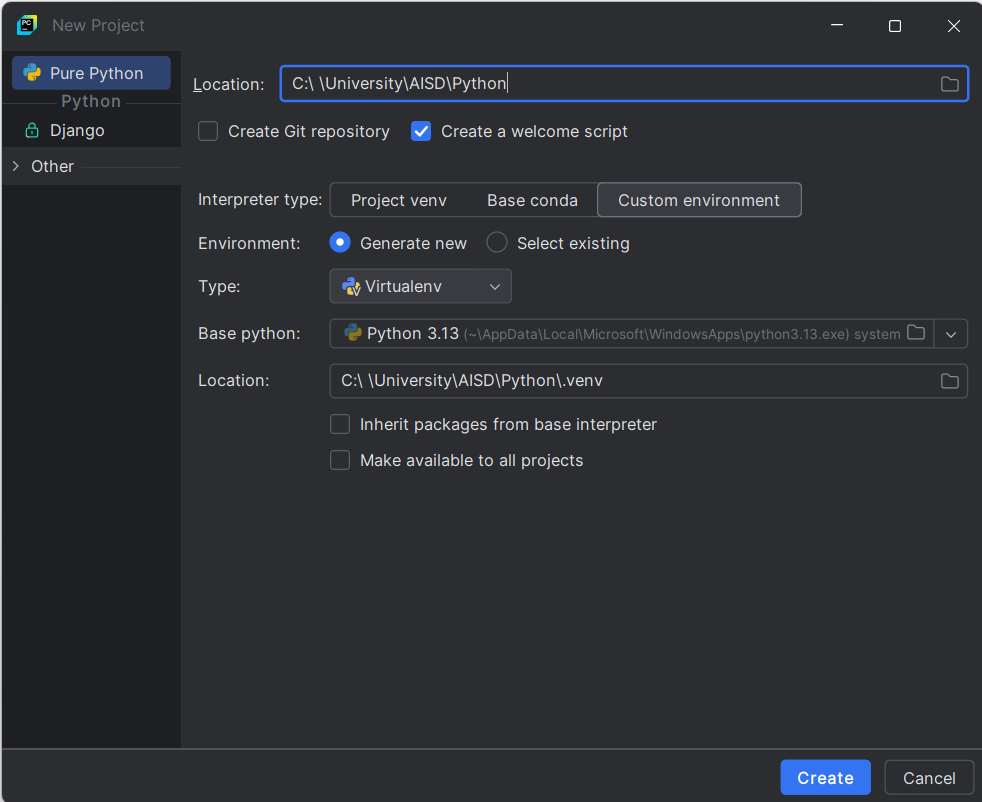 New Project
Pure Python
Python
Django
Other
Location: C:\ \University\AISD\Python
Create Git repository Create a welcome script
Interpreter type: Project venv Base conda Custom environment
Environment: Generate new Select existing
Type: Virtualenv
Base python: Python 3.13 (~\AppData\Local\Microsoft\WindowsApps\python3.13.exe) system
Location: C:\ \University\AISD\Python\.venv
Inherit packages from base interpreter
Make available to all projects
Create Cancel